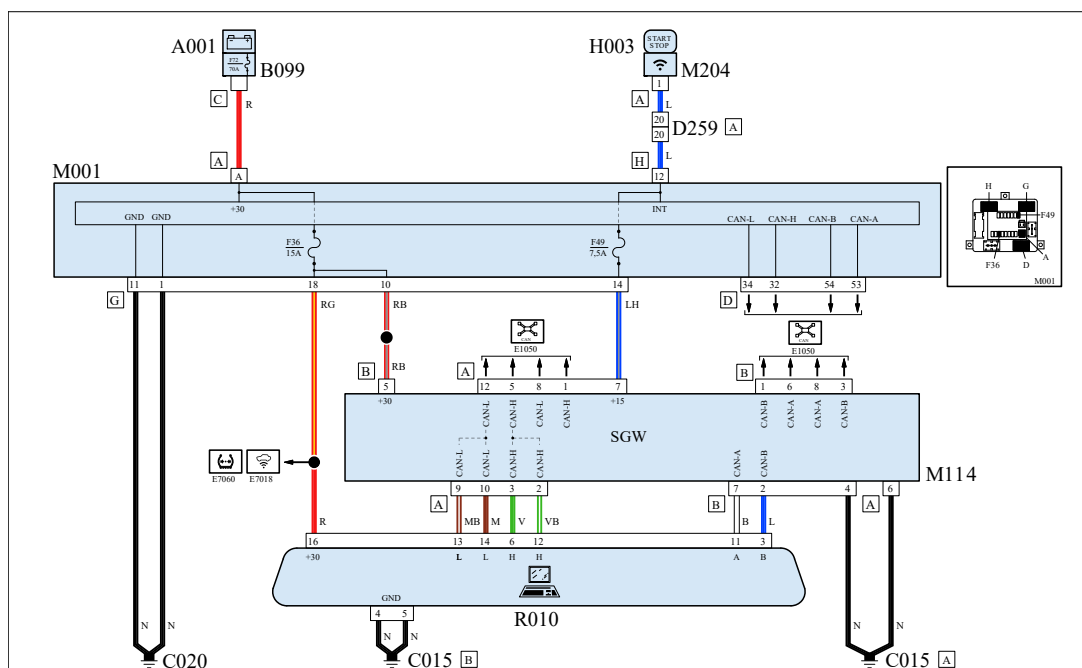 A001
F72
70A
B099
C
R
A
A
H003
START
STOP
M204
1
A
L
20
20
D259 A
L
H
12
M001
GND GND
+30
INT
CAN-L CAN-H CAN-B CAN-A
F36
15A
F49
7,5A
G
11 1 18 10 14
D
34 32 54 53
H G
F49
A
F36 D
M001
RG
RB
LH
CAN
E1050
CAN
E1050
RB
B
5
A
12 5 8 1 7
B
1 6 8 3
+30
CAN-L CAN-H CAN-L CAN-H
+15
CAN-B CAN-A CAN-A CAN-B
SGW
CAN-L CAN-L CAN-H CAN-H
CAN-A CAN-B
M114
E7060 E7018
A
9 10 3 2
B
7 2 4
A
6
R
MB M V VB
B L
16 13 14 6 12 11 3
+30 L L H H A B
R010
GND
4 5
N N
C020
N N
C015 B
N N
C015 A